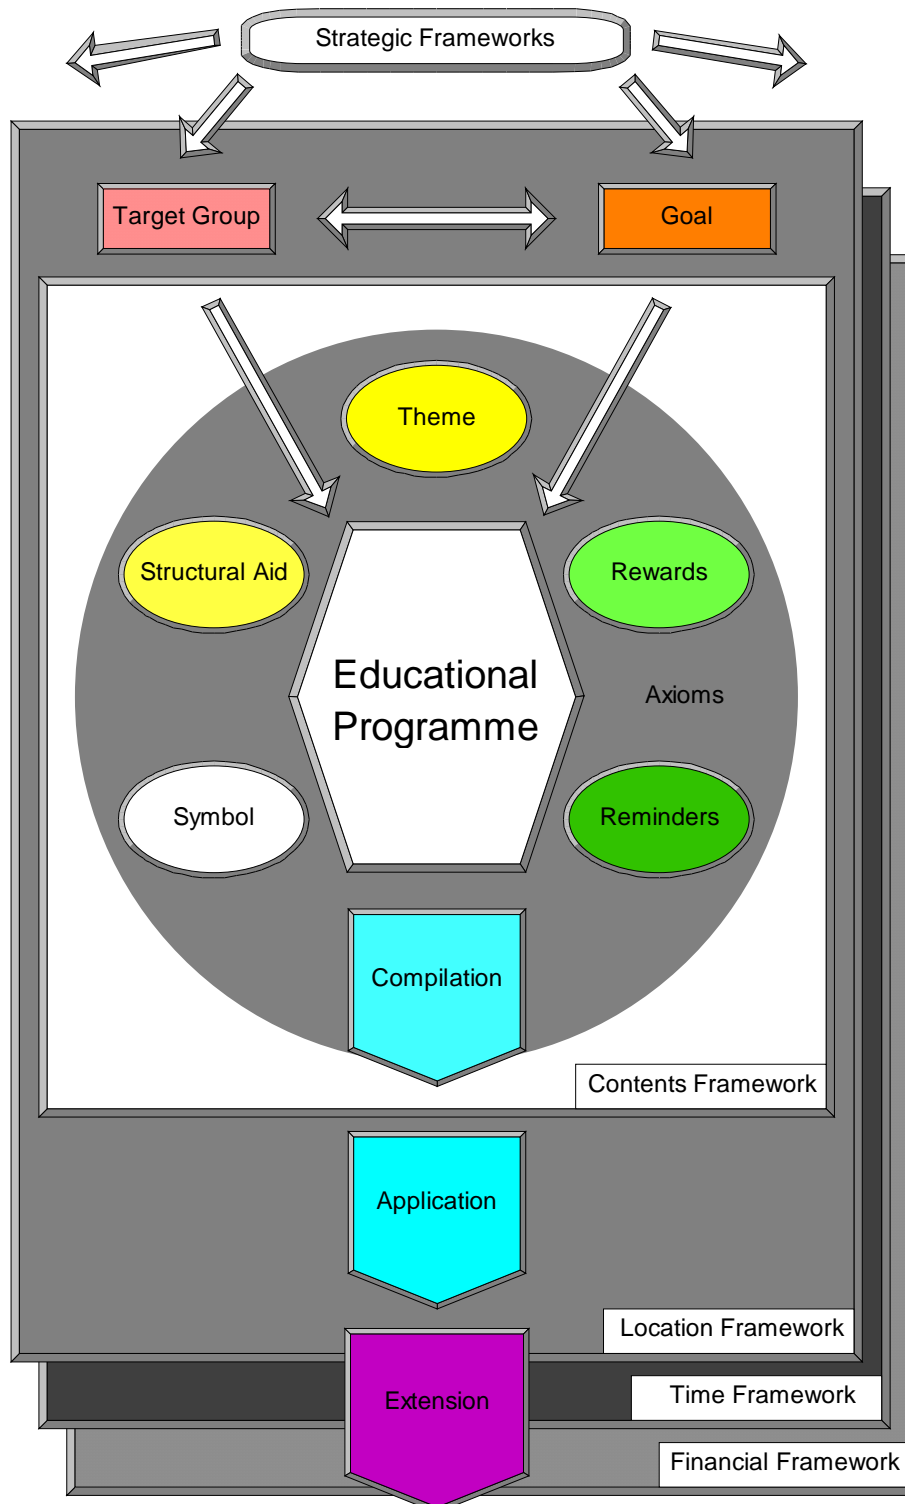 Strategic Frameworks
Target Group
Goal
Theme
Structural Aid
Rewards
Educational
Programme
Axioms
Symbol
Reminders
Compilation
Contents Framework
Application
Location Framework
Extension
Time Framework
Financial Framework